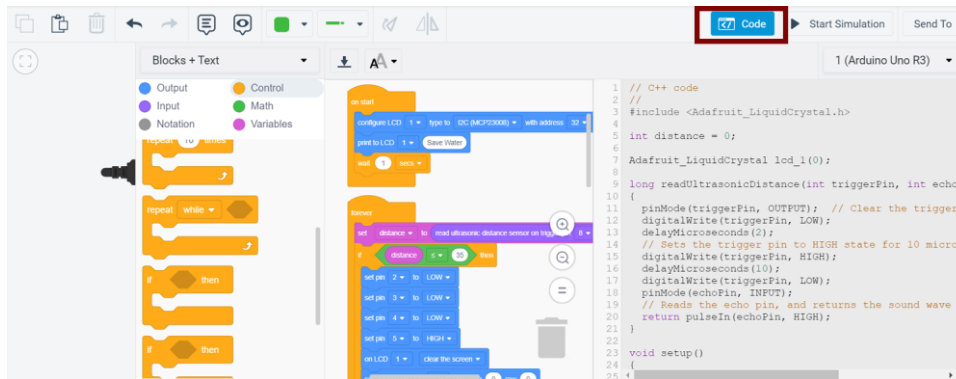 Code
Start Simulation
Send To
Blocks + Text
1 (Arduino Uno R3)
Output
Control
Input
Math
Notation
Variables
repeat 10 times
repeat while
if then
if then
on start
configure LCD 1 type to I2C (MCP23008) with address 32
print to LCD 1 Save Water
wait 1 secs
forever
set distance to read ultrasonic distance sensor on trigger 8
if distance ≤ 35 then
set pin 2 to LOW
set pin 3 to LOW
set pin 4 to LOW
set pin 5 to HIGH
on LCD 1 clear the screen
1 // C++ code
2 //
3 #include <Adafruit_LiquidCrystal.h>
4
5 int distance = 0;
6
7 Adafruit_LiquidCrystal lcd_1(0);
8
9 long readUltrasonicDistance(int triggerPin, int echo
10 {
11 pinMode(triggerPin, OUTPUT); // Clear the trigger
12 digitalWrite(triggerPin, LOW);
13 delayMicroseconds(2);
14 // Sets the trigger pin to HIGH state for 10 micro
15 digitalWrite(triggerPin, HIGH);
16 delayMicroseconds(10);
17 digitalWrite(triggerPin, LOW);
18 pinMode(echoPin, INPUT);
19 // Reads the echo pin, and returns the sound wave
20 return pulseIn(echoPin, HIGH);
21 }
22
23 void setup()
24 {
25